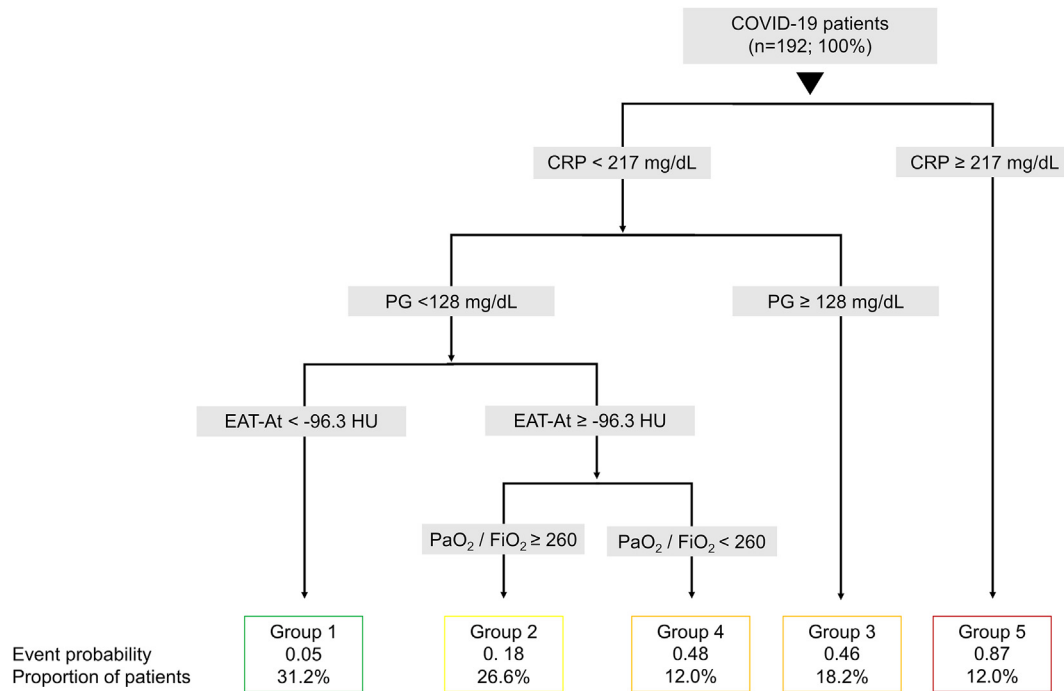 COVID-19 patients
(n=192; 100%)
CRP < 217 mg/dL
CRP ≥ 217 mg/dL
PG <128 mg/dL
PG ≥ 128 mg/dL
EAT-At < -96.3 HU
EAT-At ≥ -96.3 HU
PaO₂ / FiO₂ ≥ 260
PaO₂ / FiO₂ < 260
Group 1 Group 2 Group 4 Group 3 Group 5
Event probability 0.05 0. 18 0.48 0.46 0.87
Proportion of patients 31.2% 26.6% 12.0% 18.2% 12.0%